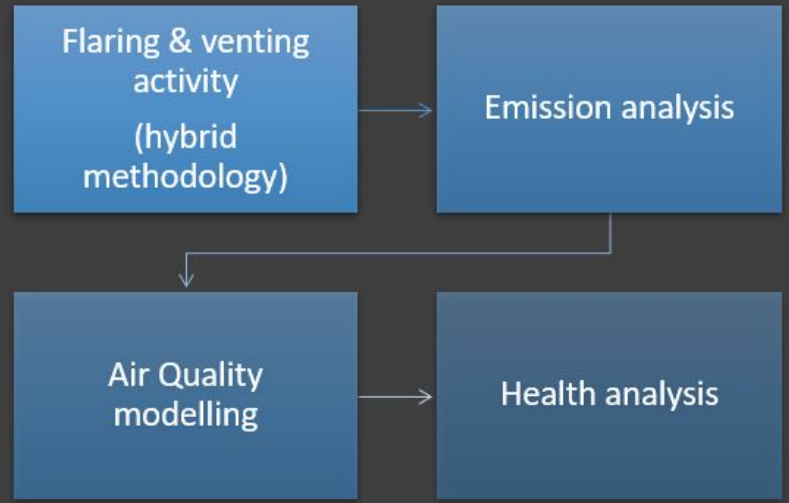 Flaring & venting
activity
(hybrid
methodology)
Emission analysis
Air Quality
modelling
Health analysis